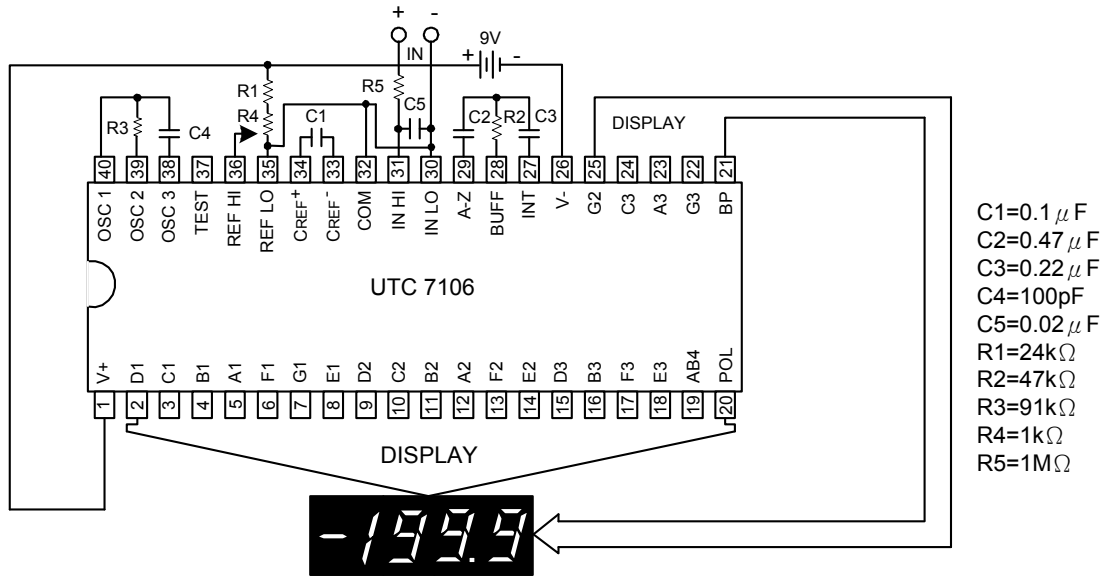 + -
IN
9V
+ -
R1
R4
R5
C5
C1
R3
C4
C2
R2
C3
DISPLAY
40 39 38 37 36 35 34 33 32 31 30 29 28 27 26 25 24 23 22 21
OSC 1
OSC 2
OSC 3
TEST
REF HI
REF LO
CREF+
CREF-
COM
IN HI
IN LO
A-Z
BUFF
INT
V-
G2
C3
A3
G3
BP
UTC 7106
V+
D1
C1
B1
A1
F1
G1
E1
D2
C2
B2
A2
F2
E2
D3
B3
F3
E3
AB4
POL
1 2 3 4 5 6 7 8 9 10 11 12 13 14 15 16 17 18 19 20
DISPLAY
-199.9
C1=0.1μF
C2=0.47μF
C3=0.22μF
C4=100pF
C5=0.02μF
R1=24kΩ
R2=47kΩ
R3=91kΩ
R4=1kΩ
R5=1MΩ